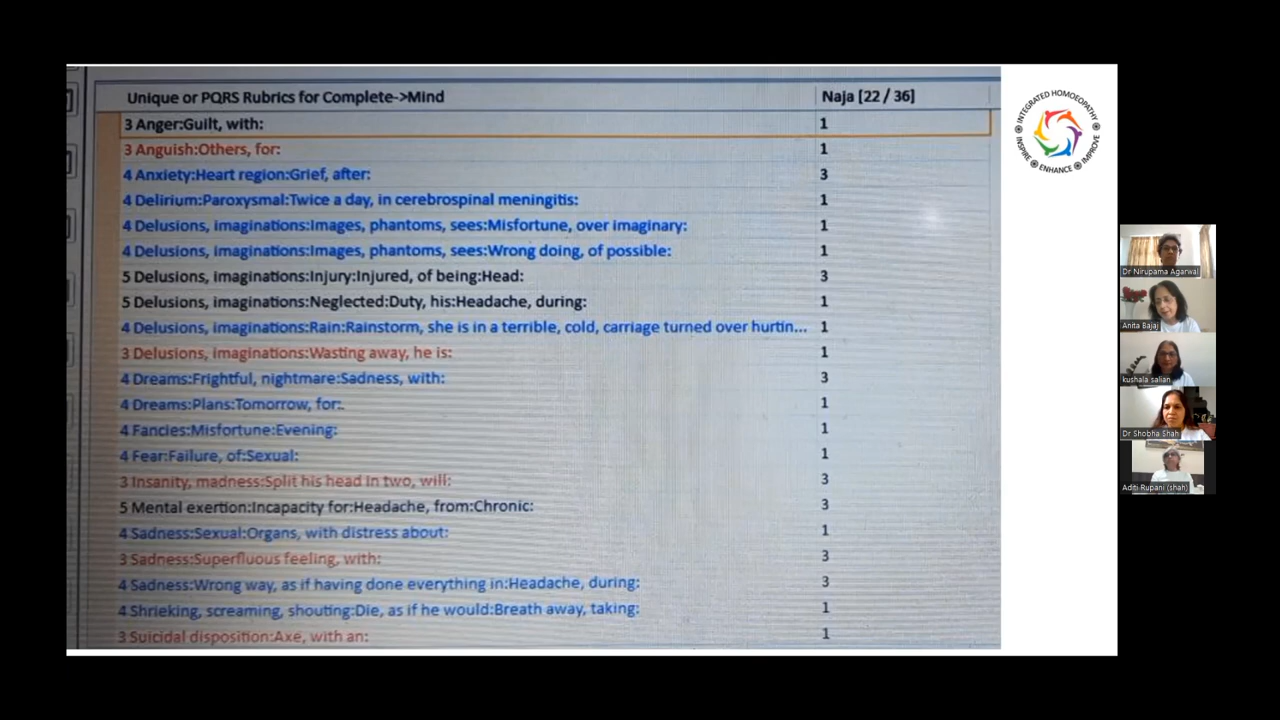 Unique or PQRS Rubrics for Complete->Mind Naja [22 / 36]
3 Anger:Guilt, with: 1
3 Anguish:Others, for: 1
4 Anxiety:Heart region:Grief, after: 3
4 Delirium:Paroxysmal:Twice a day, in cerebrospinal meningitis: 1
4 Delusions, imaginations:Images, phantoms, sees:Misfortune, over imaginary: 1
4 Delusions, imaginations:Images, phantoms, sees:Wrong doing, of possible: 1
5 Delusions, imaginations:Injury:Injured, of being:Head: 3
5 Delusions, imaginations:Neglected:Duty, his:Headache, during: 1
4 Delusions, imaginations:Rain:Rainstorm, she is in a terrible, cold, carriage turned over hurtin... 1
3 Delusions, imaginations:Wasting away, he is: 1
4 Dreams:Frightful, nightmare:Sadness, with: 3
4 Dreams:Plans:Tomorrow, for: 1
4 Fancies:Misfortune:Evening: 1
4 Fear:Failure, of:Sexual: 1
3 Insanity, madness:Split his head in two, will: 3
5 Mental exertion:Incapacity for:Headache, from:Chronic: 3
4 Sadness:Sexual:Organs, with distress about: 1
3 Sadness:Superfluous feeling, with: 3
4 Sadness:Wrong way, as if having done everything in:Headache, during: 3
4 Shrieking, screaming, shouting:Die, as if he would:Breath away, taking: 1
3 Suicidal disposition:Axe, with an: 1
INTEGRATED HOMOEOPATHY
INSPIRE ENHANCE IMPROVE
Dr Nirupama Agarwal
Anita Bajaj
kushala salian
Dr Shobha Shah
Aditi Rupani (shah)